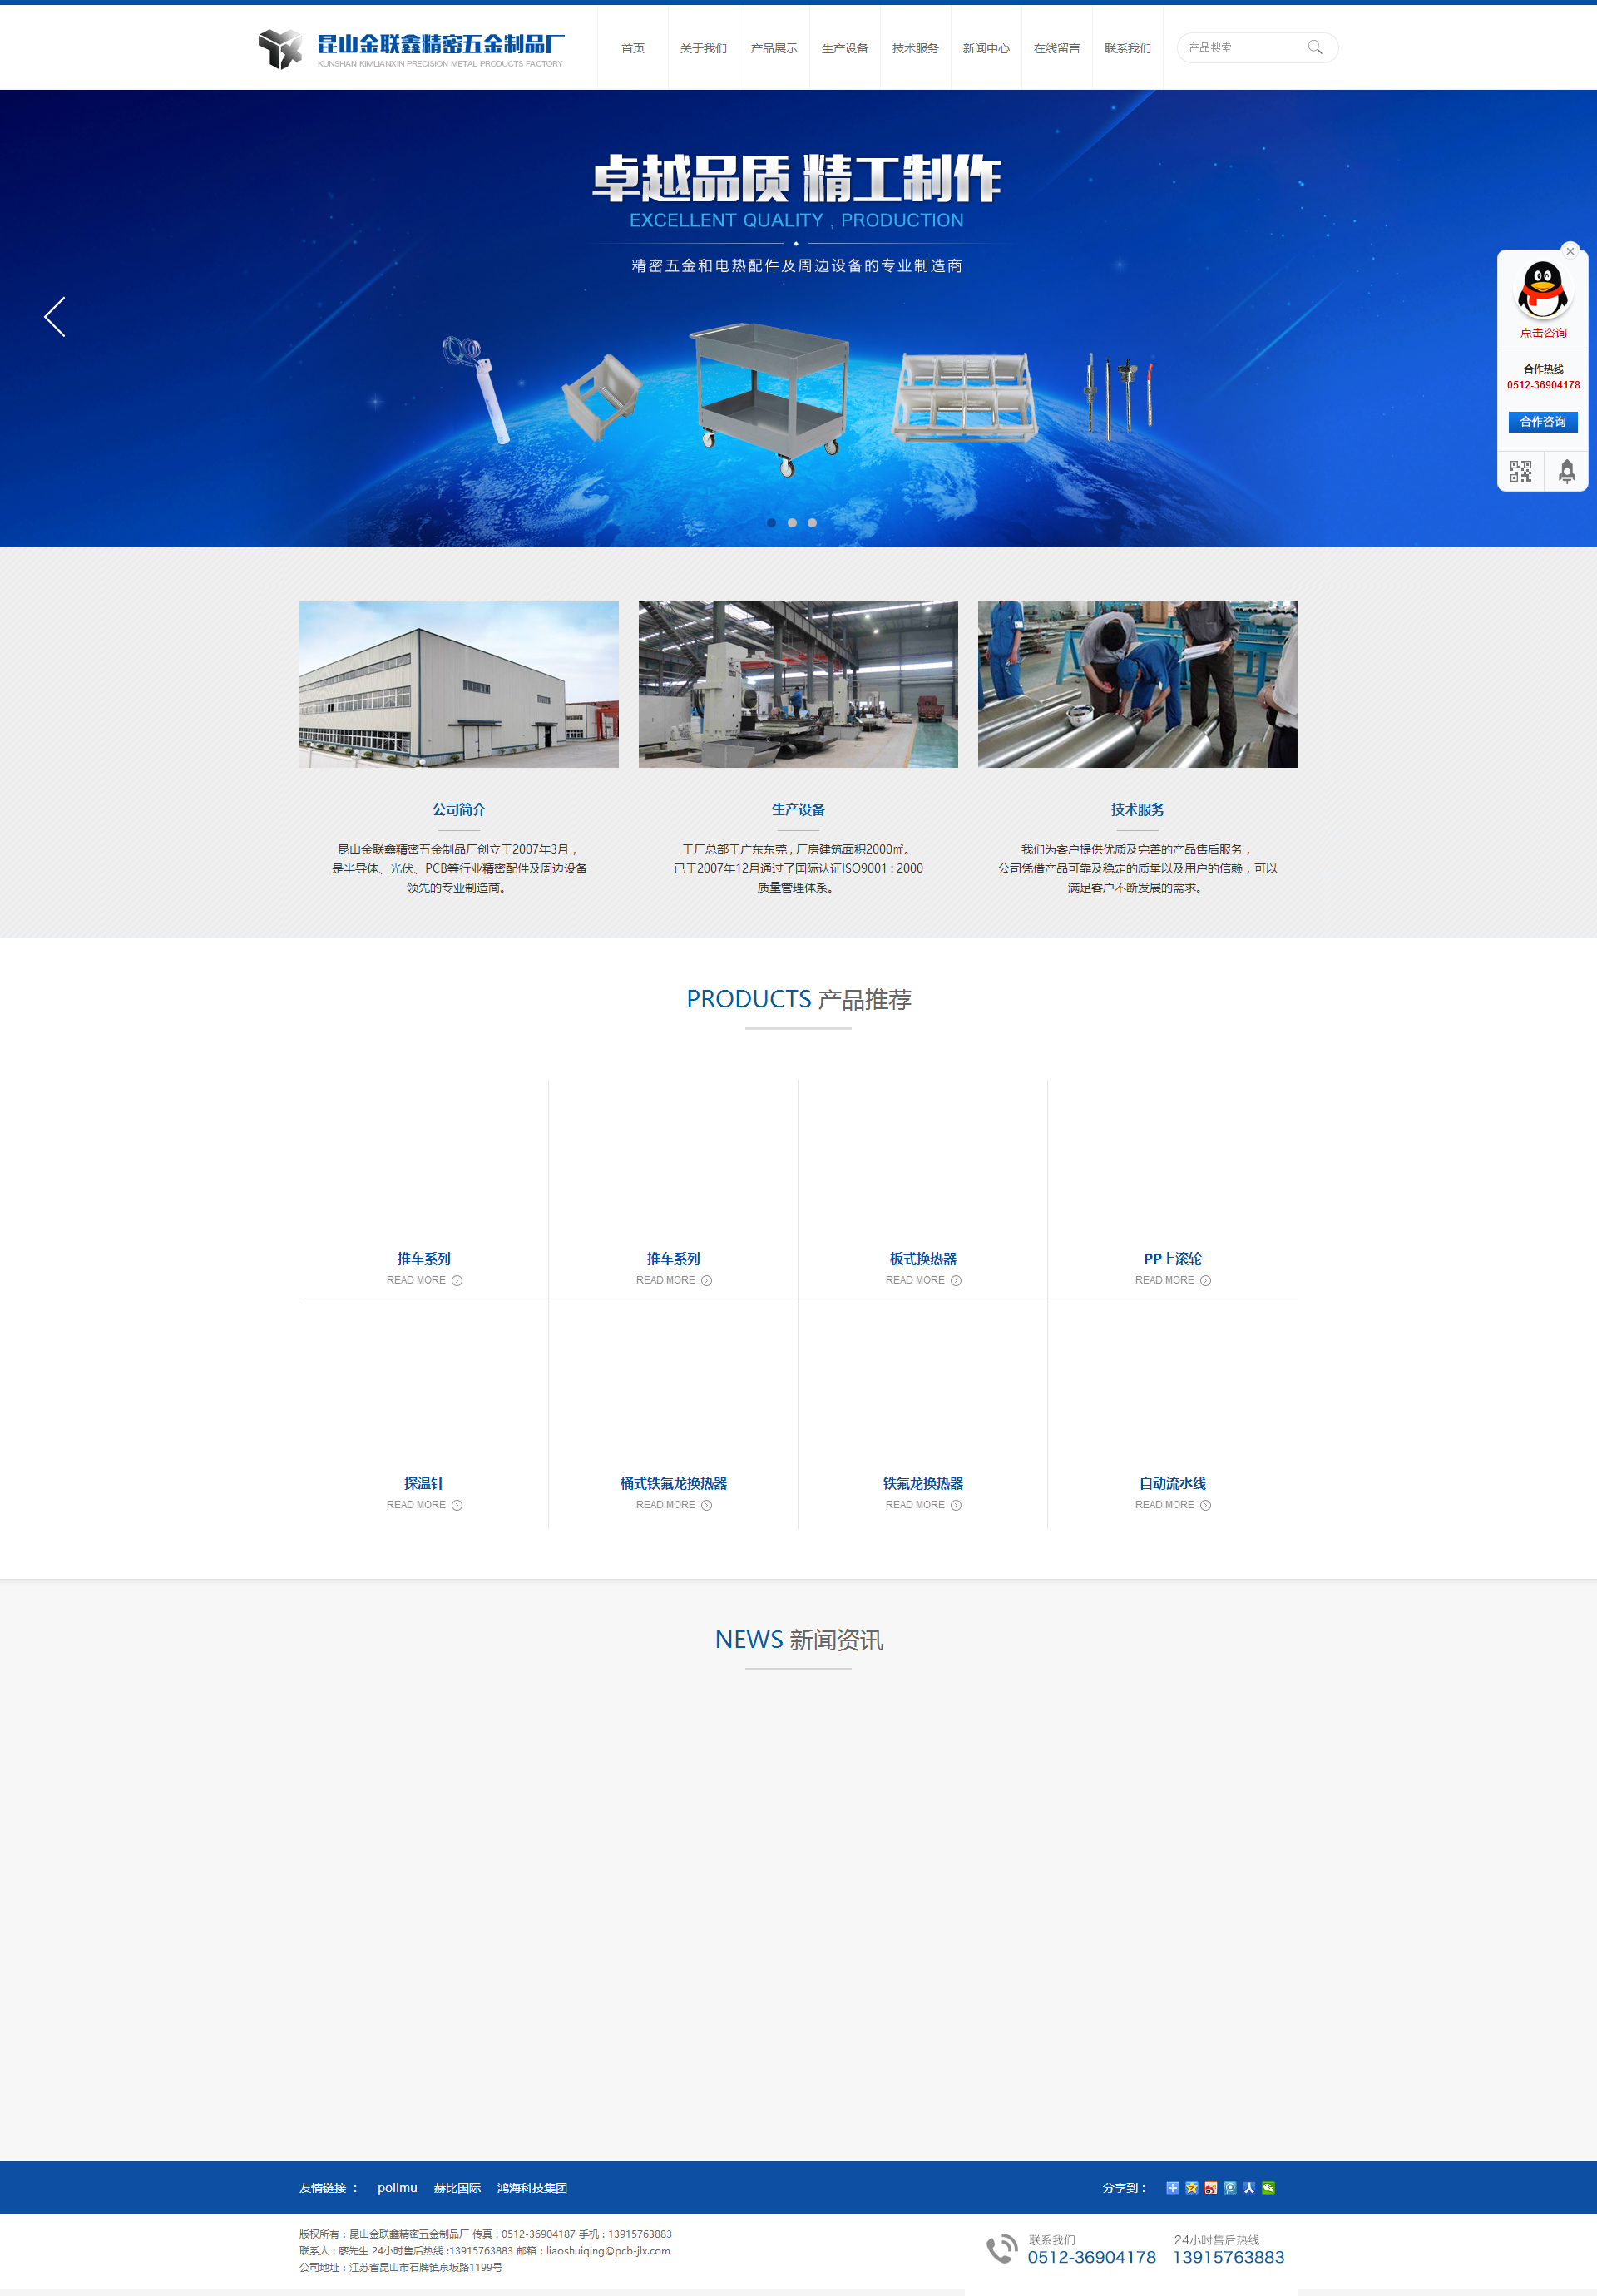 昆山金联鑫精密五金制品厂
KUNSHAN KIMLIANXIN PRECISION METAL PRODUCTS FACTORY
首页 关于我们 产品展示 生产设备 技术服务 新闻中心 在线留言 联系我们 产品搜索
卓越品质 精工制作
EXCELLENT QUALITY , PRODUCTION
精密五金和电热配件及周边设备的专业制造商
点击咨询
合作热线
0512-36904178
合作咨询
公司简介
昆山金联鑫精密五金制品厂创立于2007年3月，
是半导体、光伏、PCB等行业精密配件及周边设备
领先的专业制造商。
生产设备
工厂总部于广东东莞 , 厂房建筑面积2000㎡。
已于2007年12月通过了国际认证ISO9001 : 2000
质量管理体系。
技术服务
我们为客户提供优质及完善的产品售后服务，
公司凭借产品可靠及稳定的质量以及用户的信赖，可以
满足客户不断发展的需求。
PRODUCTS 产品推荐
推车系列 推车系列 板式换热器 PP上滚轮
READ MORE READ MORE READ MORE READ MORE
探温针 桶式铁氟龙换热器 铁氟龙换热器 自动流水线
READ MORE READ MORE READ MORE READ MORE
NEWS 新闻资讯
友情链接 ： pollmu 赫比国际 鸿海科技集团 分享到：
版权所有 : 昆山金联鑫精密五金制品厂 传真 : 0512-36904187 手机 : 13915763883
联系人 : 廖先生 24小时售后热线 :13915763883 邮箱 : liaoshuiqing@pcb-jlx.com
公司地址 : 江苏省昆山市石牌镇京坂路1199号
联系我们 24小时售后热线
0512-36904178 13915763883